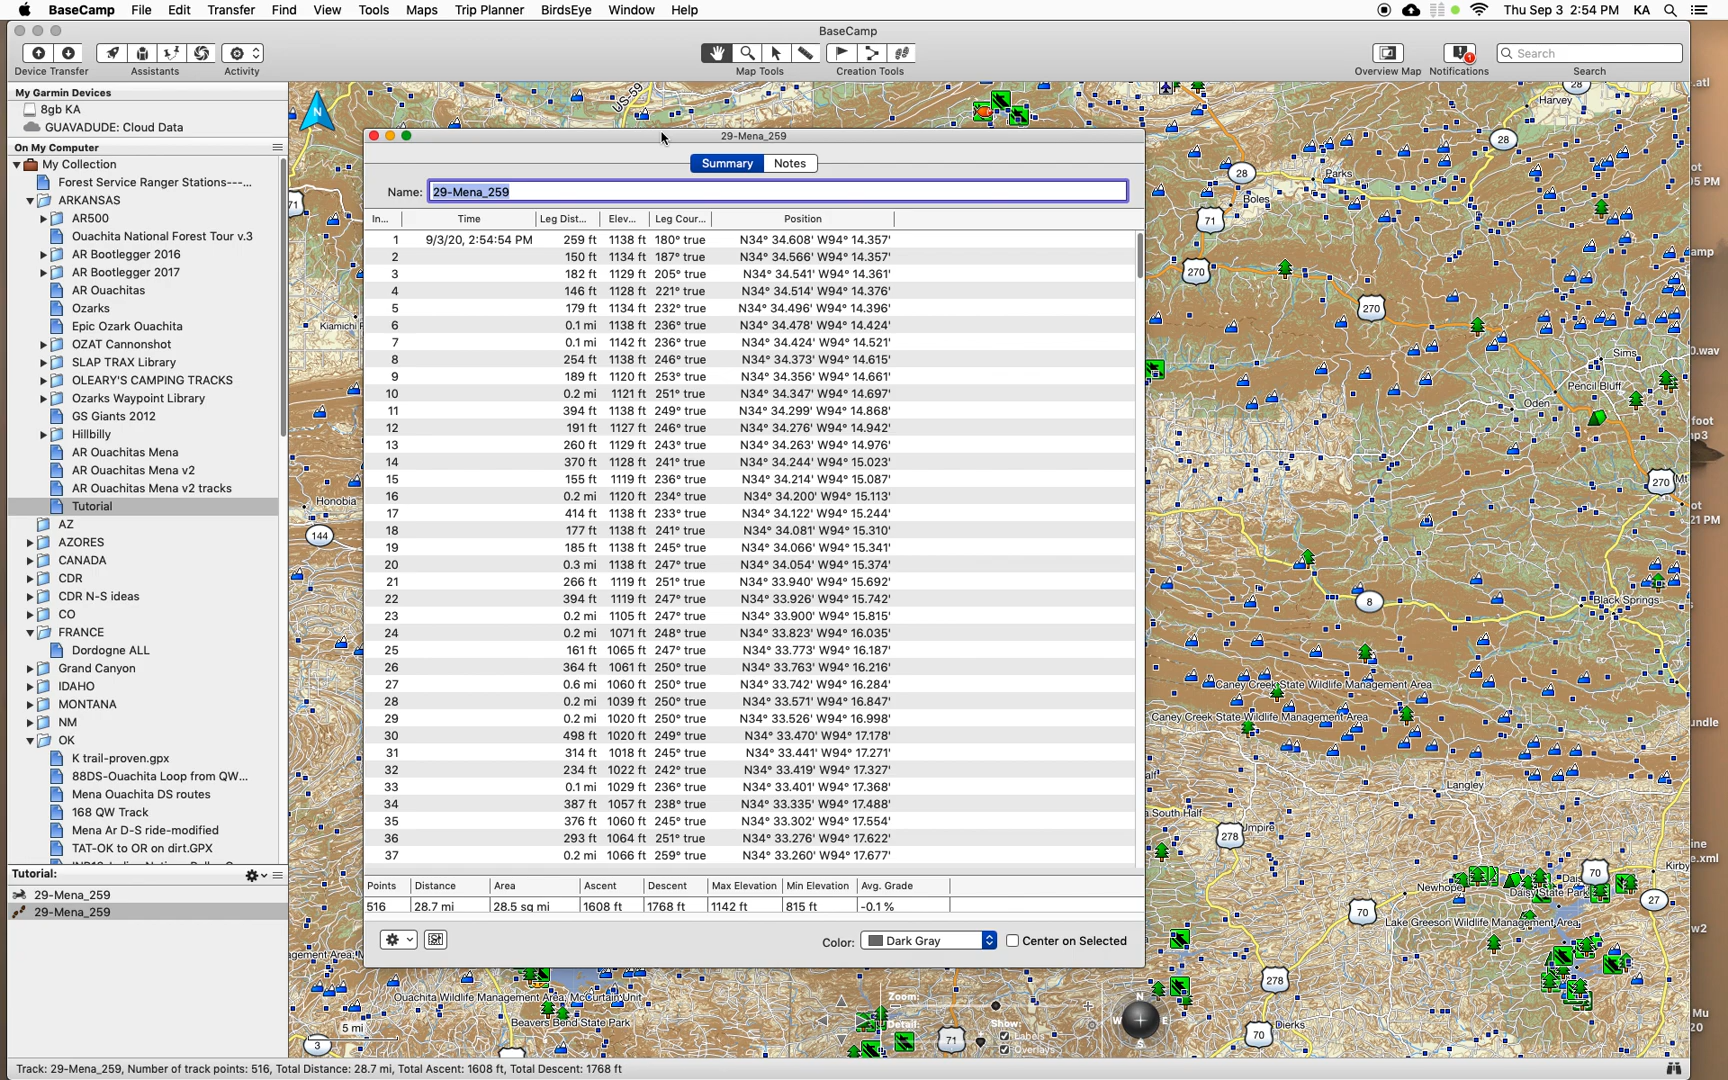 BaseCamp File Edit Transfer Find View Tools Maps Trip Planner BirdsEye Window Help Thu Sep 3 2:54 PM KA
BaseCamp
Device Transfer Assistants Activity Map Tools Creation Tools Overview Map Notifications Search
Search
My Garmin Devices
8gb KA
GUAVADUDE: Cloud Data
On My Computer
My Collection
Forest Service Ranger Stations---...
ARKANSAS
AR500
Ouachita National Forest Tour v.3
AR Bootlegger 2016
AR Bootlegger 2017
AR Ouachitas
Ozarks
Epic Ozark Ouachita
OZAT Cannonshot
SLAP TRAX Library
OLEARY'S CAMPING TRACKS
Ozarks Waypoint Library
GS Giants 2012
Hillbilly
AR Ouachitas Mena
AR Ouachitas Mena v2
AR Ouachitas Mena v2 tracks
Tutorial
AZ
AZORES
CANADA
CDR
CDR N-S ideas
CO
FRANCE
Dordogne ALL
Grand Canyon
IDAHO
MONTANA
NM
OK
K trail-proven.gpx
88DS-Ouachita Loop from QW...
Mena Ouachita DS routes
168 QW Track
Mena Ar D-S ride-modified
TAT-OK to OR on dirt.GPX
Tutorial:
29-Mena_259
29-Mena_259
29-Mena_259
Summary Notes
Name: 29-Mena_259
In... Time Leg Dist... Elev... Leg Cour... Position
1 9/3/20, 2:54:54 PM 259 ft 1138 ft 180° true N34° 34.608' W94° 14.357'
2 150 ft 1134 ft 187° true N34° 34.566' W94° 14.357'
3 182 ft 1129 ft 205° true N34° 34.541' W94° 14.361'
4 146 ft 1128 ft 221° true N34° 34.514' W94° 14.376'
5 179 ft 1134 ft 232° true N34° 34.496' W94° 14.396'
6 0.1 mi 1138 ft 236° true N34° 34.478' W94° 14.424'
7 0.1 mi 1142 ft 236° true N34° 34.424' W94° 14.521'
8 254 ft 1138 ft 246° true N34° 34.373' W94° 14.615'
9 189 ft 1120 ft 253° true N34° 34.356' W94° 14.661'
10 0.2 mi 1121 ft 251° true N34° 34.347' W94° 14.697'
11 394 ft 1138 ft 249° true N34° 34.299' W94° 14.868'
12 191 ft 1127 ft 246° true N34° 34.276' W94° 14.942'
13 260 ft 1129 ft 243° true N34° 34.263' W94° 14.976'
14 370 ft 1128 ft 241° true N34° 34.244' W94° 15.023'
15 155 ft 1119 ft 236° true N34° 34.214' W94° 15.087'
16 0.2 mi 1120 ft 234° true N34° 34.200' W94° 15.113'
17 414 ft 1138 ft 233° true N34° 34.122' W94° 15.244'
18 177 ft 1138 ft 241° true N34° 34.081' W94° 15.310'
19 185 ft 1138 ft 245° true N34° 34.066' W94° 15.341'
20 0.3 mi 1138 ft 247° true N34° 34.054' W94° 15.374'
21 266 ft 1119 ft 251° true N34° 33.940' W94° 15.692'
22 394 ft 1119 ft 247° true N34° 33.926' W94° 15.742'
23 0.2 mi 1105 ft 247° true N34° 33.900' W94° 15.815'
24 0.2 mi 1071 ft 248° true N34° 33.823' W94° 16.035'
25 161 ft 1065 ft 247° true N34° 33.773' W94° 16.187'
26 364 ft 1061 ft 250° true N34° 33.763' W94° 16.216'
27 0.6 mi 1060 ft 250° true N34° 33.742' W94° 16.284'
28 0.2 mi 1039 ft 250° true N34° 33.571' W94° 16.847'
29 0.2 mi 1020 ft 250° true N34° 33.526' W94° 16.998'
30 498 ft 1020 ft 249° true N34° 33.470' W94° 17.178'
31 314 ft 1018 ft 245° true N34° 33.441' W94° 17.271'
32 234 ft 1022 ft 242° true N34° 33.419' W94° 17.327'
33 0.1 mi 1029 ft 236° true N34° 33.401' W94° 17.368'
34 387 ft 1057 ft 238° true N34° 33.335' W94° 17.488'
35 376 ft 1060 ft 245° true N34° 33.302' W94° 17.554'
36 293 ft 1064 ft 251° true N34° 33.276' W94° 17.622'
37 0.2 mi 1066 ft 259° true N34° 33.260' W94° 17.677'
Points Distance Area Ascent Descent Max Elevation Min Elevation Avg. Grade
516 28.7 mi 28.5 sq mi 1608 ft 1768 ft 1142 ft 815 ft -0.1 %
Color: Dark Gray Center on Selected
US-59
28
Harvey
28
28
Parks
Boles
71
270
270
Sims
Pencil Bluff
Oden
270
Honobia
144
8
Black Springs
Caney Creek State Wildlife Management Area
Caney Creek State Wildlife Management Area
Langley
278
Umpire
Kirby
70
Newhope
Daisy State Park
27
70
Lake Greeson Wildlife Management Area
278
Dierks
70
Ouachita Wildlife Management Area: McCurtain Unit
Beavers Bend State Park
5 mi
3
71
Zoom:
Detail:
Show:
Labels
Overlays
N
W E
S
Track: 29-Mena_259, Number of track points: 516, Total Distance: 28.7 mi, Total Ascent: 1608 ft, Total Descent: 1768 ft